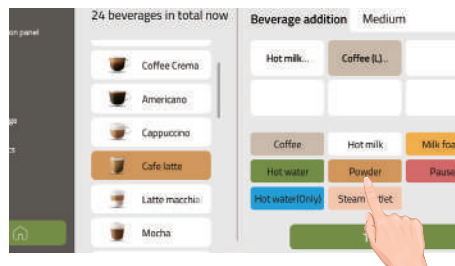 24 beverages in total now
Beverage addition Medium
on panel
Hot milk...
Coffee (L)...
Coffee Crema
Americano
Cappuccino
Cafe latte
Latte macchia
Mocha
Coffee
Hot milk
Milk foa
Hot water
Powder
Pause
Hot water(Only)
Steam
tlet